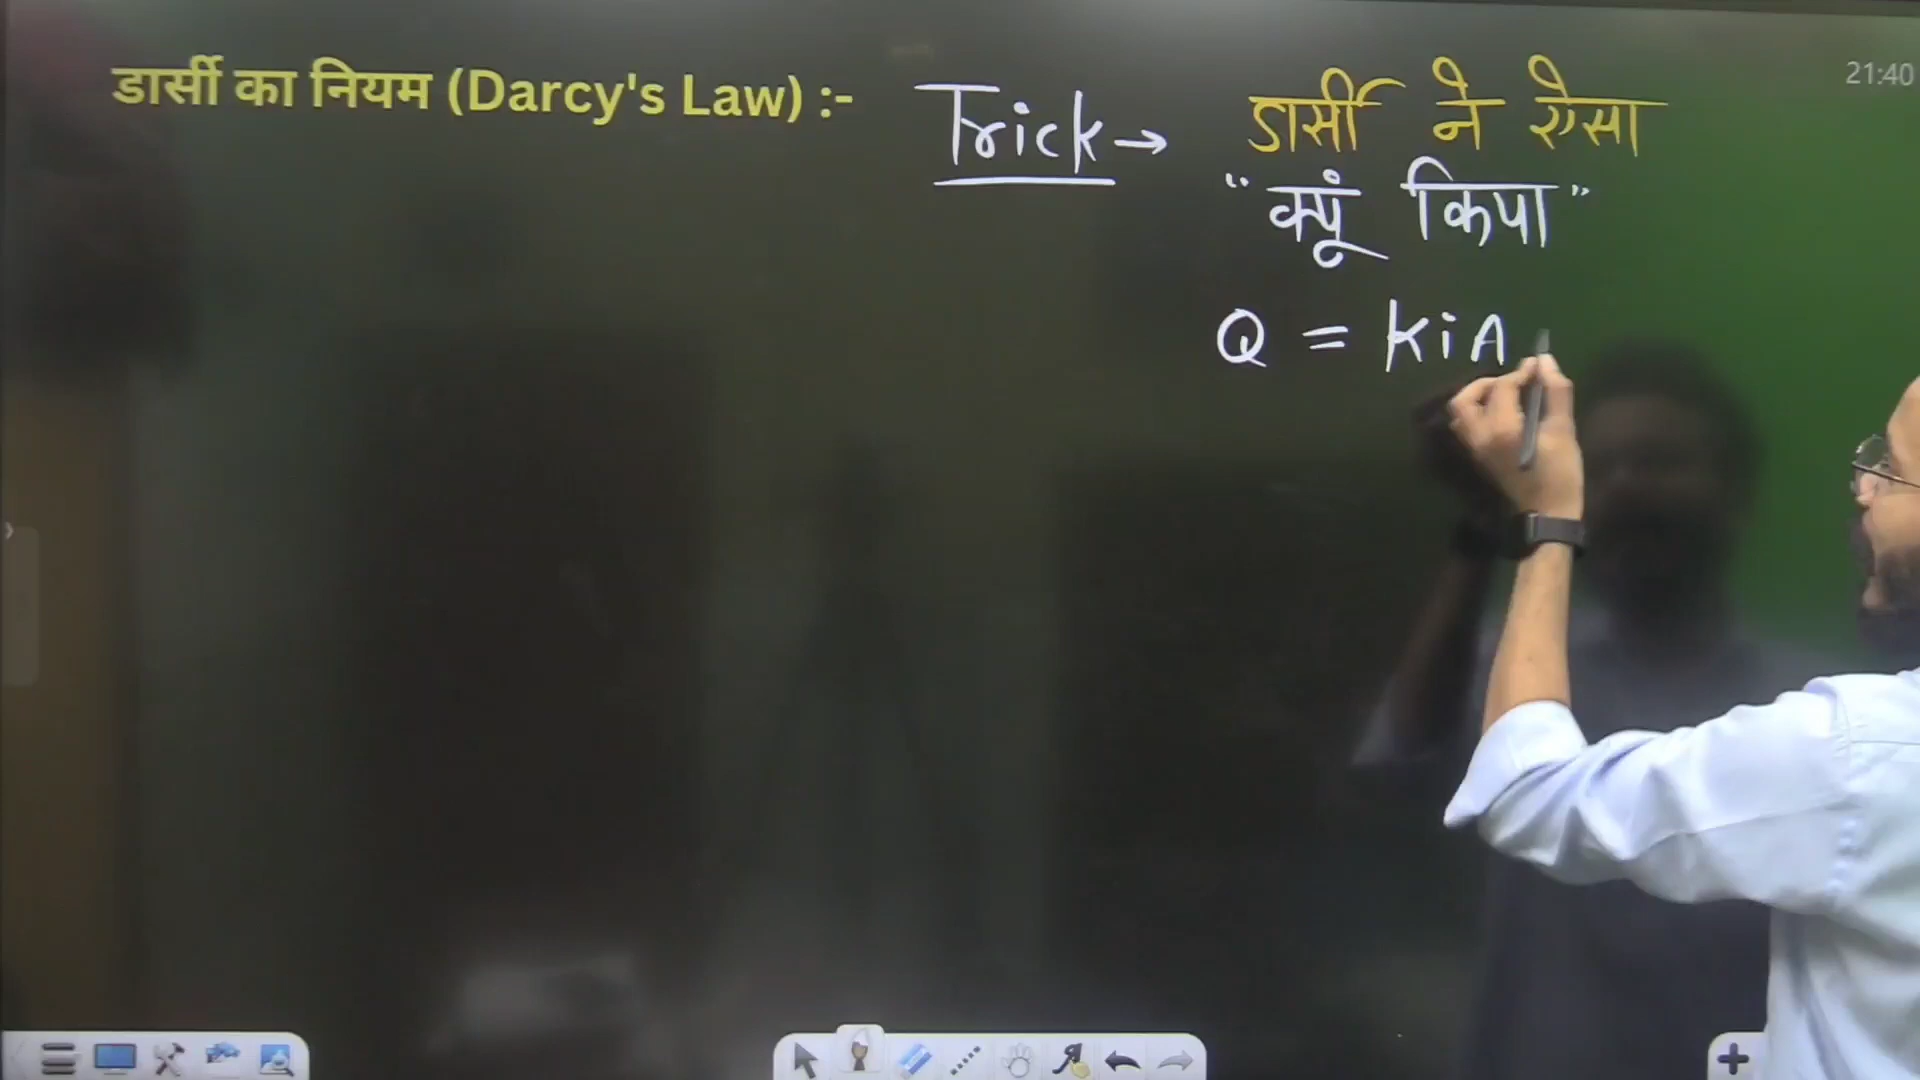 डार्सी का नियम (Darcy's Law) :- Trick → डार्सी ने ऐसा
21:40
"क्यूं किया"
Q = KiA